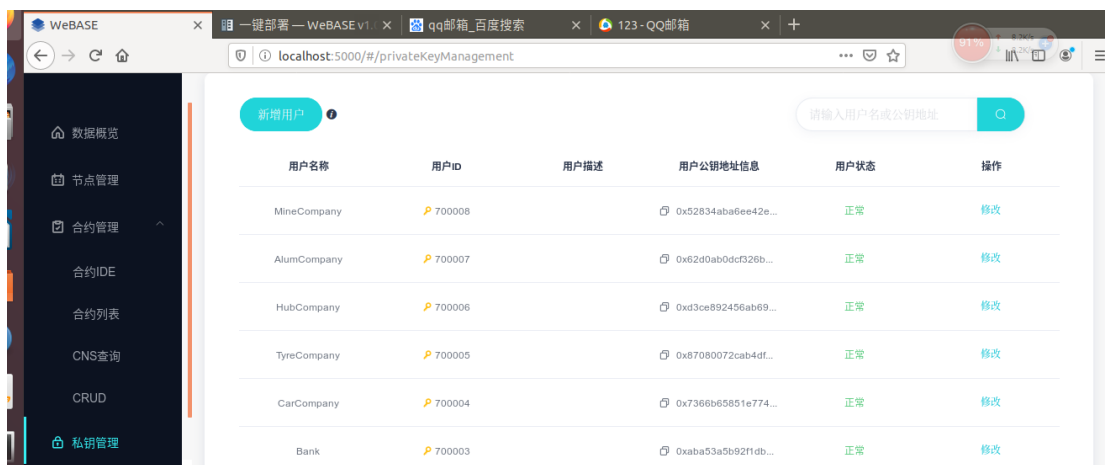 WeBASE
一键部署 — WeBASE v1.
qq邮箱_百度搜索
123 - QQ邮箱
localhost:5000/#/privateKeyManagement
91%
8.2K/s
8.2K/s
数据概览
节点管理
合约管理
合约IDE
合约列表
CNS查询
CRUD
私钥管理
新增用户
请输入用户名或公钥地址
用户名称 用户ID 用户描述 用户公钥地址信息 用户状态 操作
MineCompany 700008 0x52834aba6ee42e... 正常 修改
AlumCompany 700007 0x62d0ab0dcf326b... 正常 修改
HubCompany 700006 0xd3ce892456ab69... 正常 修改
TyreCompany 700005 0x87080072cab4df... 正常 修改
CarCompany 700004 0x7366b65851e774... 正常 修改
Bank 700003 0xaba53a5b92f1db... 正常 修改